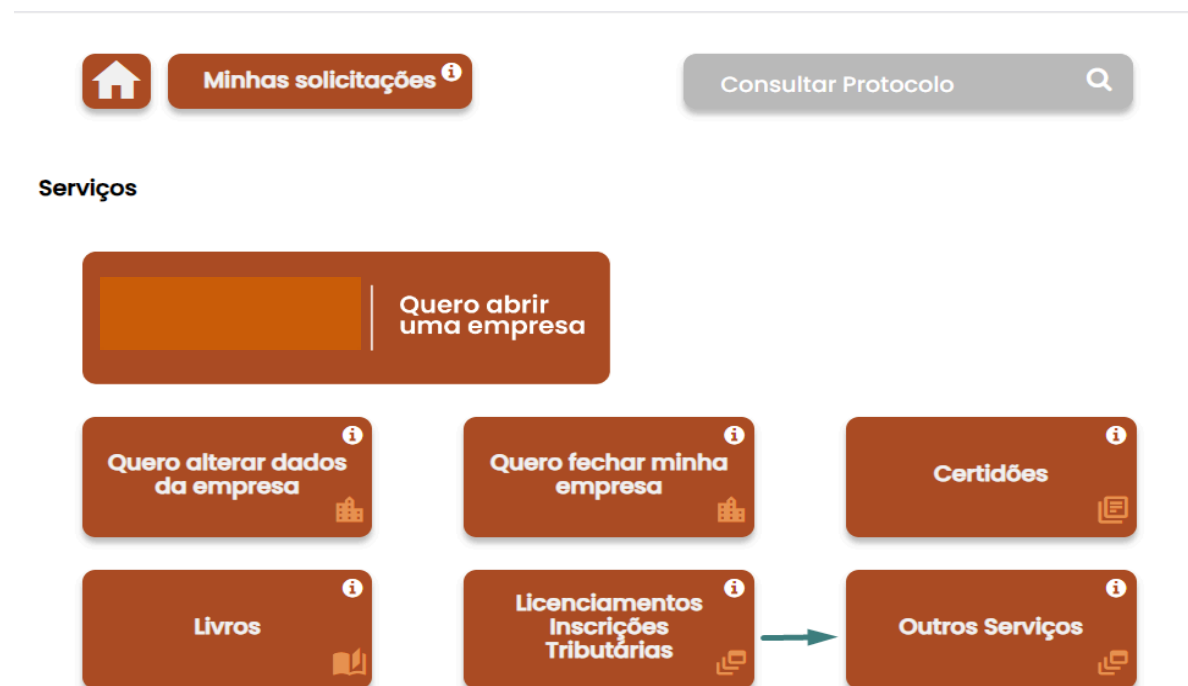 Minhas solicitações
Consultar Protocolo
Serviços
Quero abrir
uma empresa
Quero alterar dados
da empresa
Quero fechar minha
empresa
Certidões
Livros
Licenciamentos
Inscrições
Tributárias
Outros Serviços